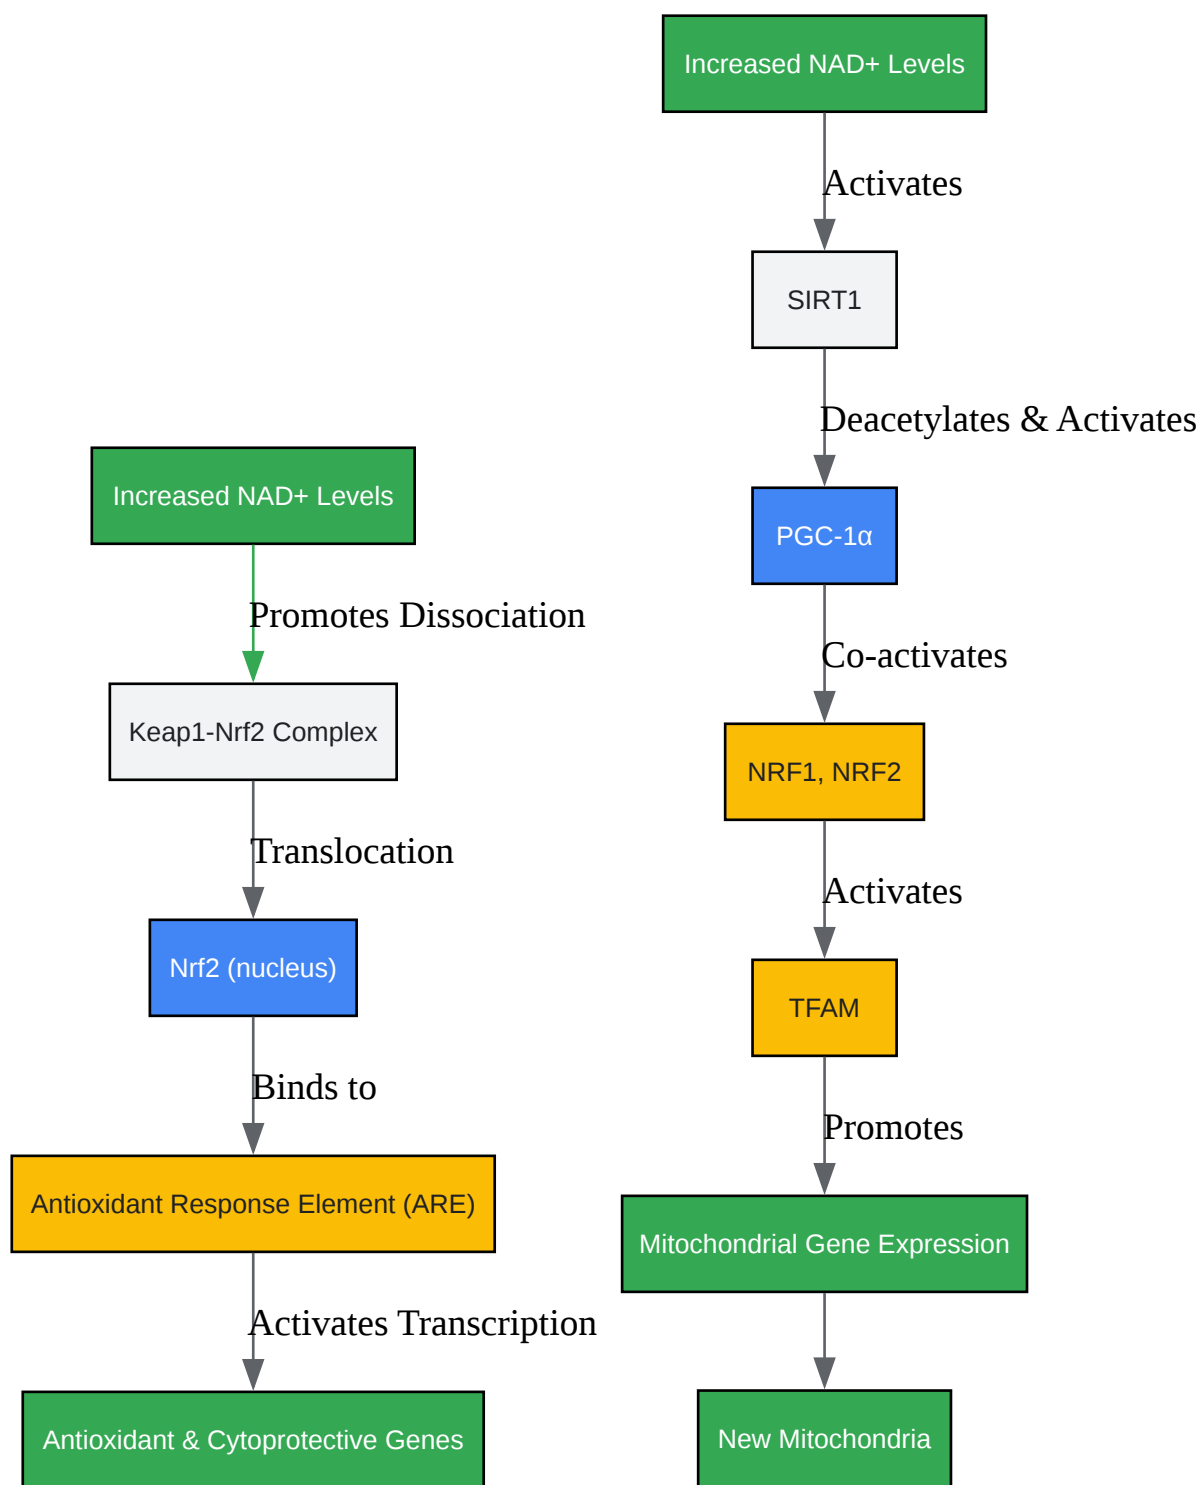 Increased NAD+ Levels
Promotes Dissociation
Keap1-Nrf2 Complex
Translocation
Nrf2 (nucleus)
Binds to
Antioxidant Response Element (ARE)
Activates Transcription
Antioxidant & Cytoprotective Genes
Increased NAD+ Levels
Activates
SIRT1
Deacetylates & Activates
PGC-1α
Co-activates
NRF1, NRF2
Activates
TFAM
Promotes
Mitochondrial Gene Expression
New Mitochondria